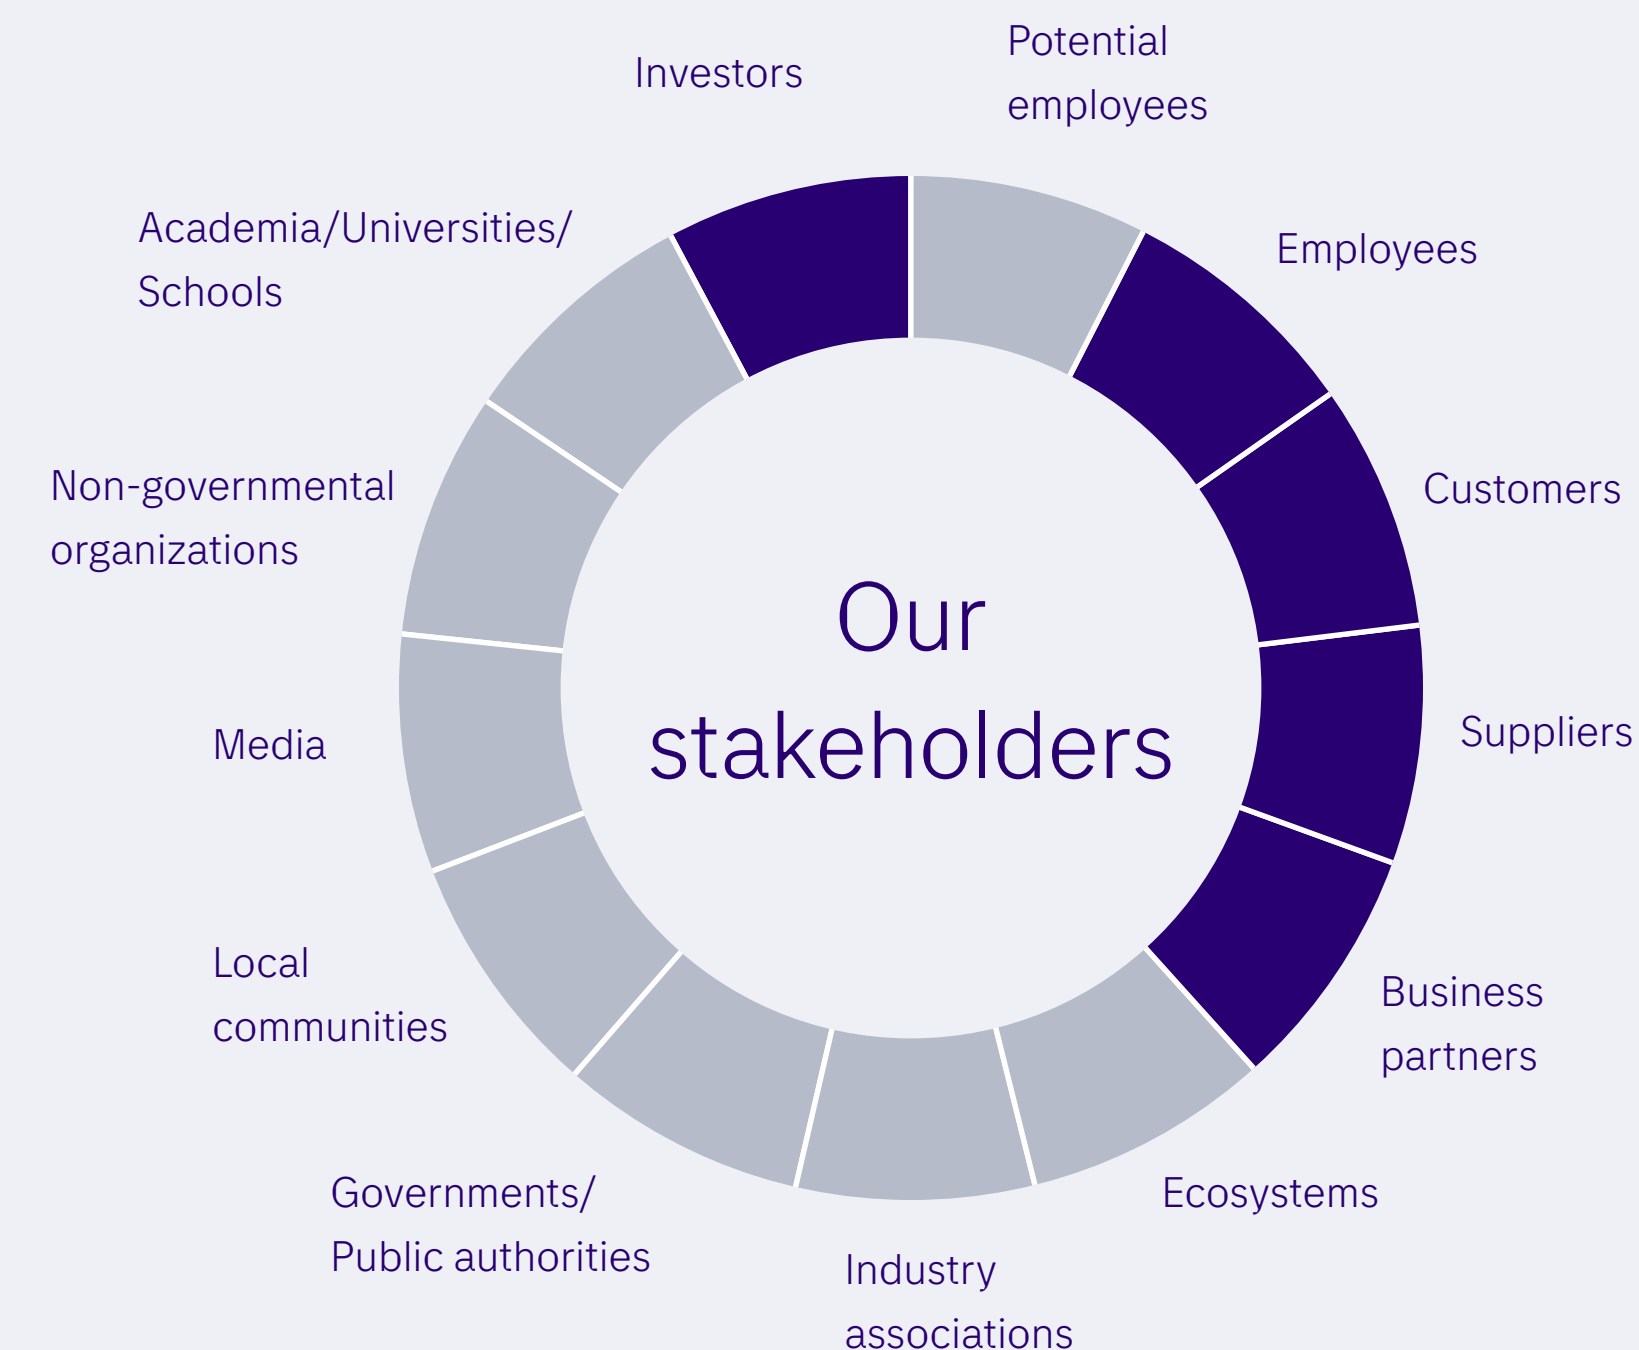 Our
stakeholders
Potential
employees
Employees
Customers
Suppliers
Business
partners
Ecosystems
Industry
associations
Governments/
Public authorities
Local
communities
Media
Non-governmental
organizations
Academia/Universities/
Schools
Investors